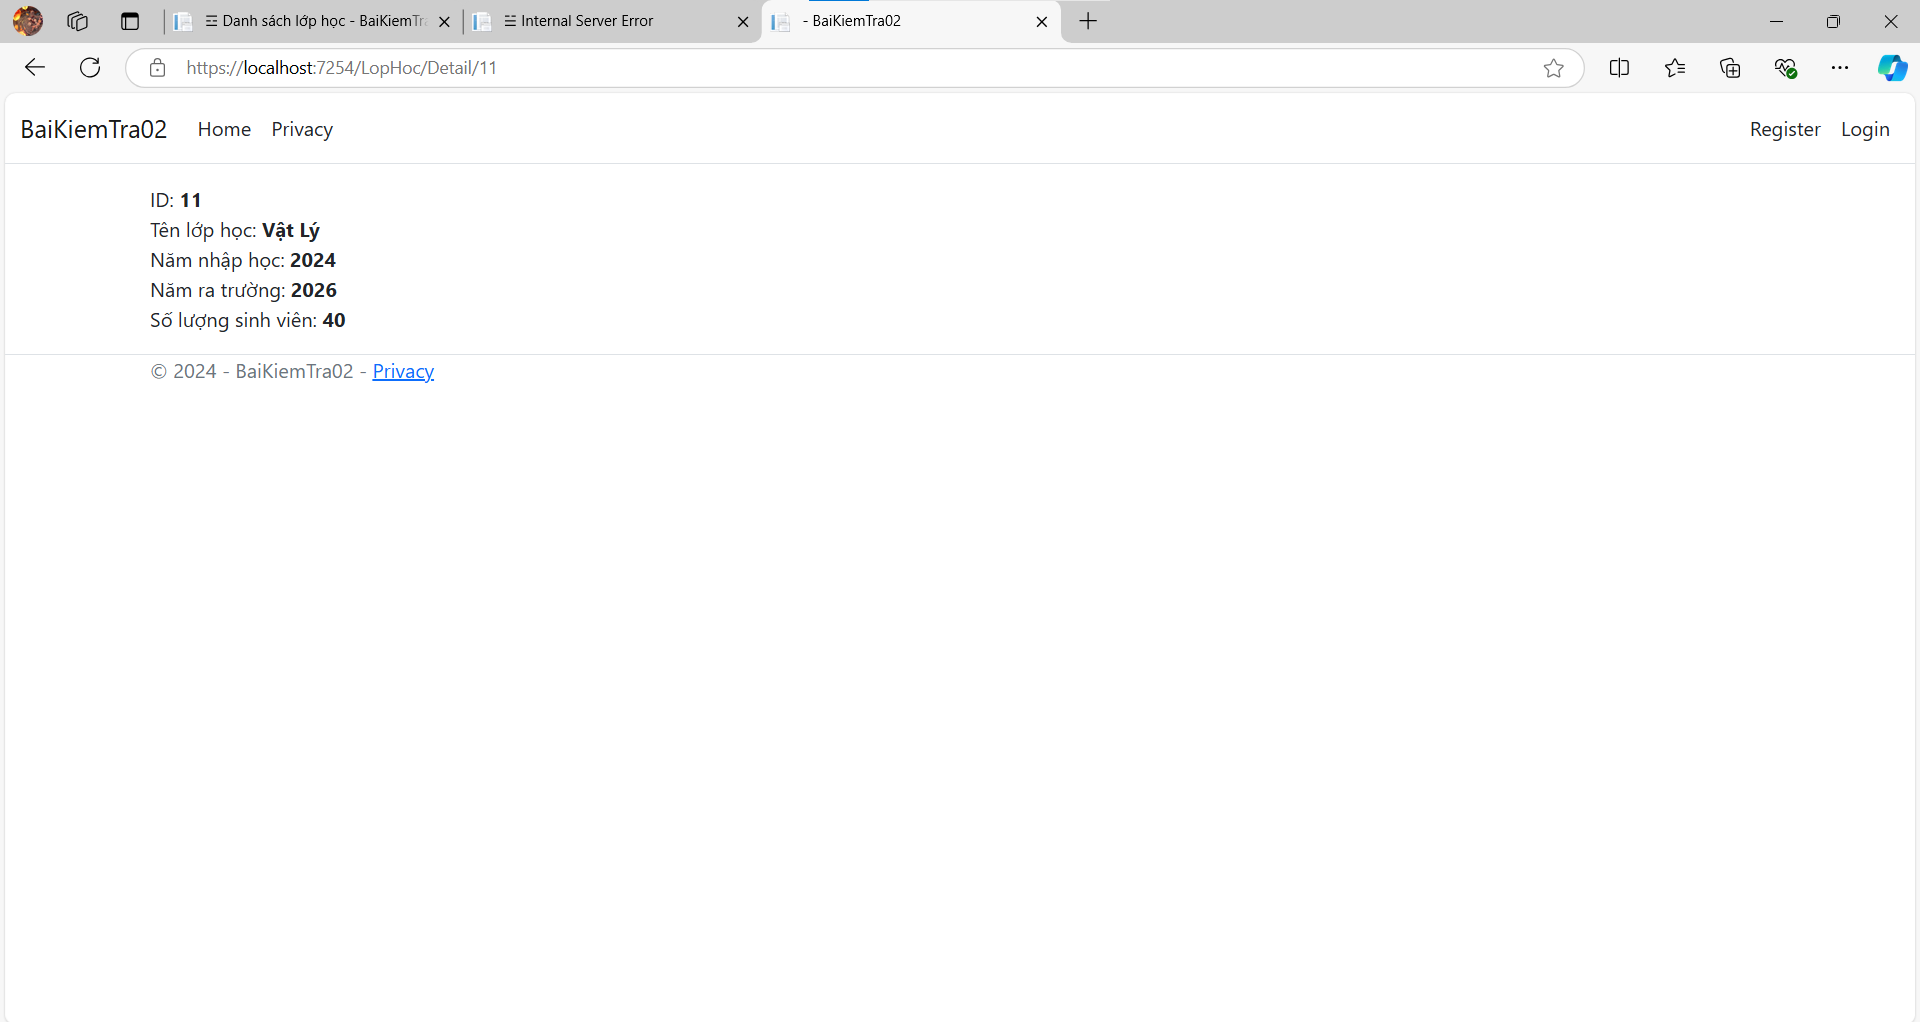 Danh sách lớp học - BaiKiemTra
Internal Server Error
- BaiKiemTra02
https://localhost:7254/LopHoc/Detail/11
BaiKiemTra02 Home Privacy Register Login
ID: 11
Tên lớp học: Vật Lý
Năm nhập học: 2024
Năm ra trường: 2026
Số lượng sinh viên: 40
© 2024 - BaiKiemTra02 - Privacy